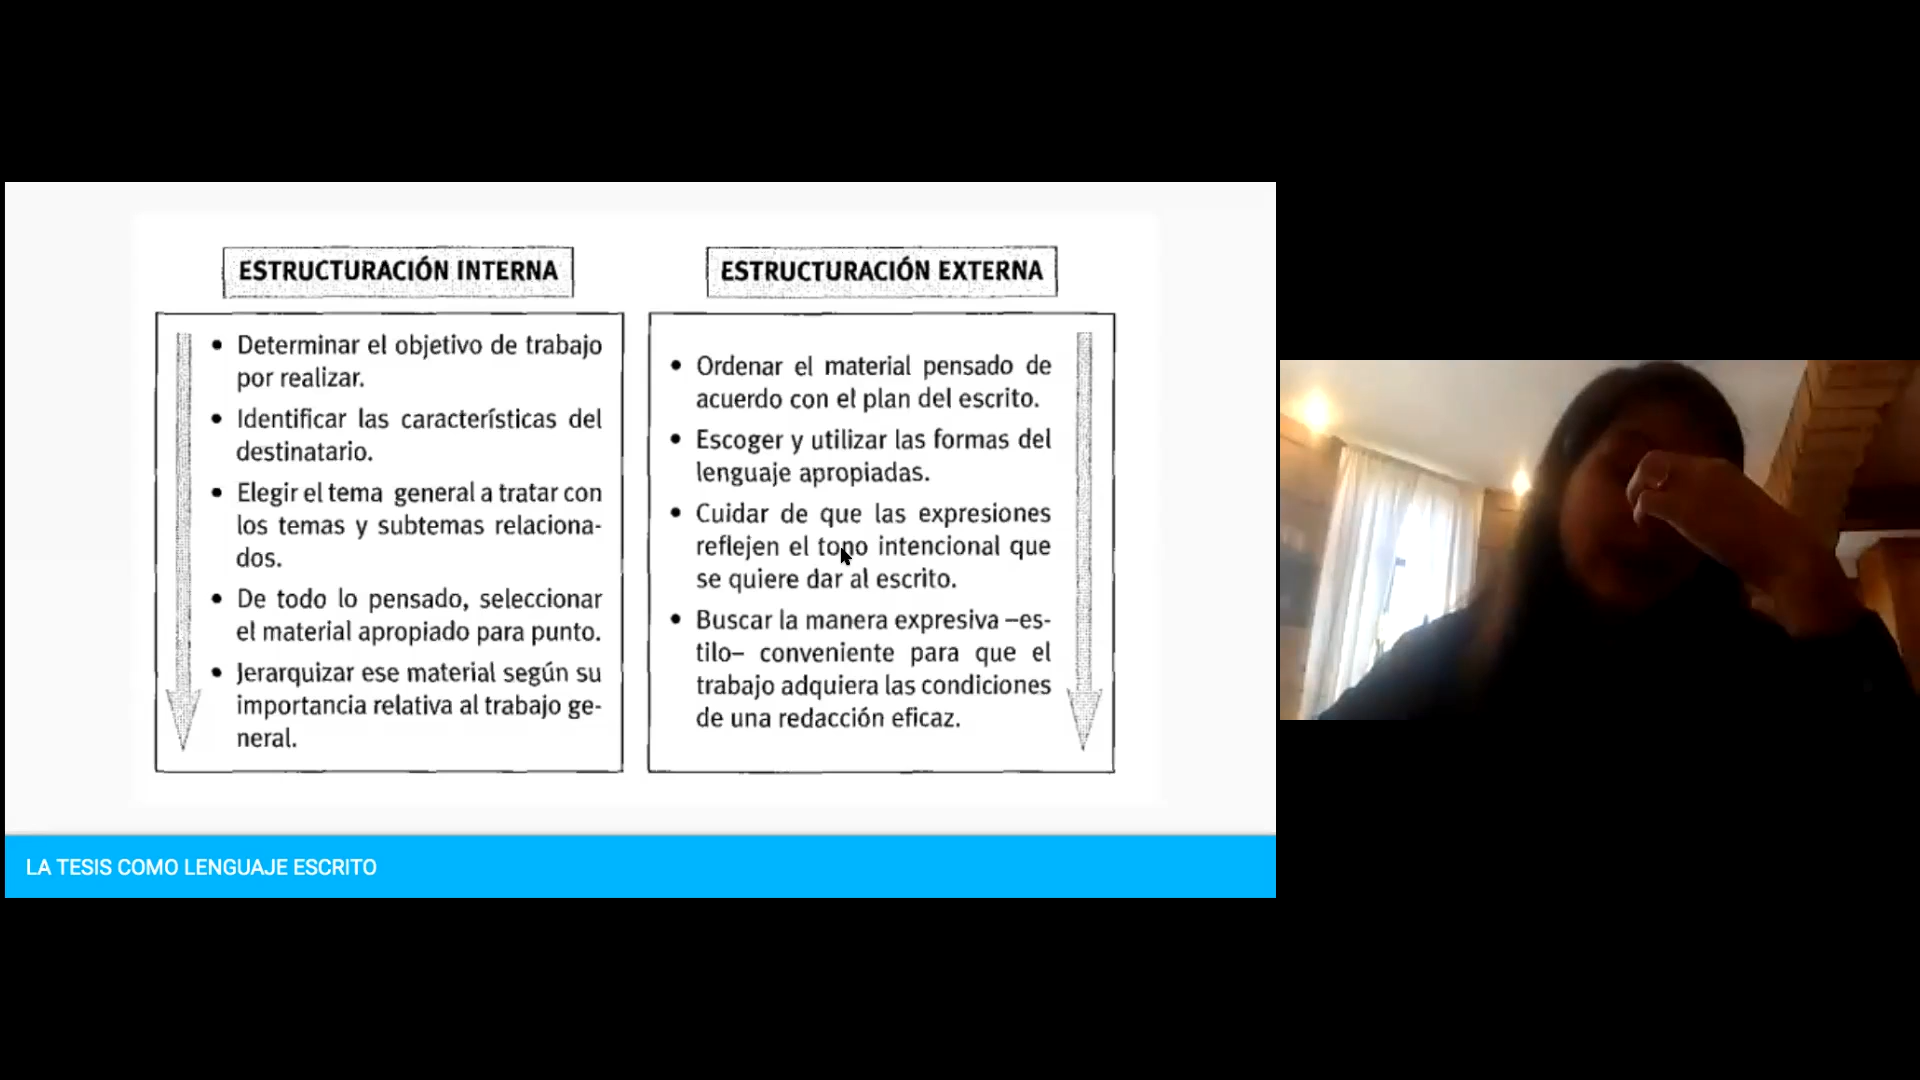 ESTRUCTURACIÓN INTERNA
• Determinar el objetivo de trabajo
por realizar.
• Identificar las características del
destinatario.
• Elegir el tema general a tratar con
los temas y subtemas relaciona-
dos.
• De todo lo pensado, seleccionar
el material apropiado para punto.
• Jerarquizar ese material según su
importancia relativa al trabajo ge-
neral.
ESTRUCTURACIÓN EXTERNA
• Ordenar el material pensado de
acuerdo con el plan del escrito.
• Escoger y utilizar las formas del
lenguaje apropiadas.
• Cuidar de que las expresiones
reflejen el tono intencional que
se quiere dar al escrito.
• Buscar la manera expresiva –es-
tilo– conveniente para que el
trabajo adquiera las condiciones
de una redacción eficaz.
LA TESIS COMO LENGUAJE ESCRITO